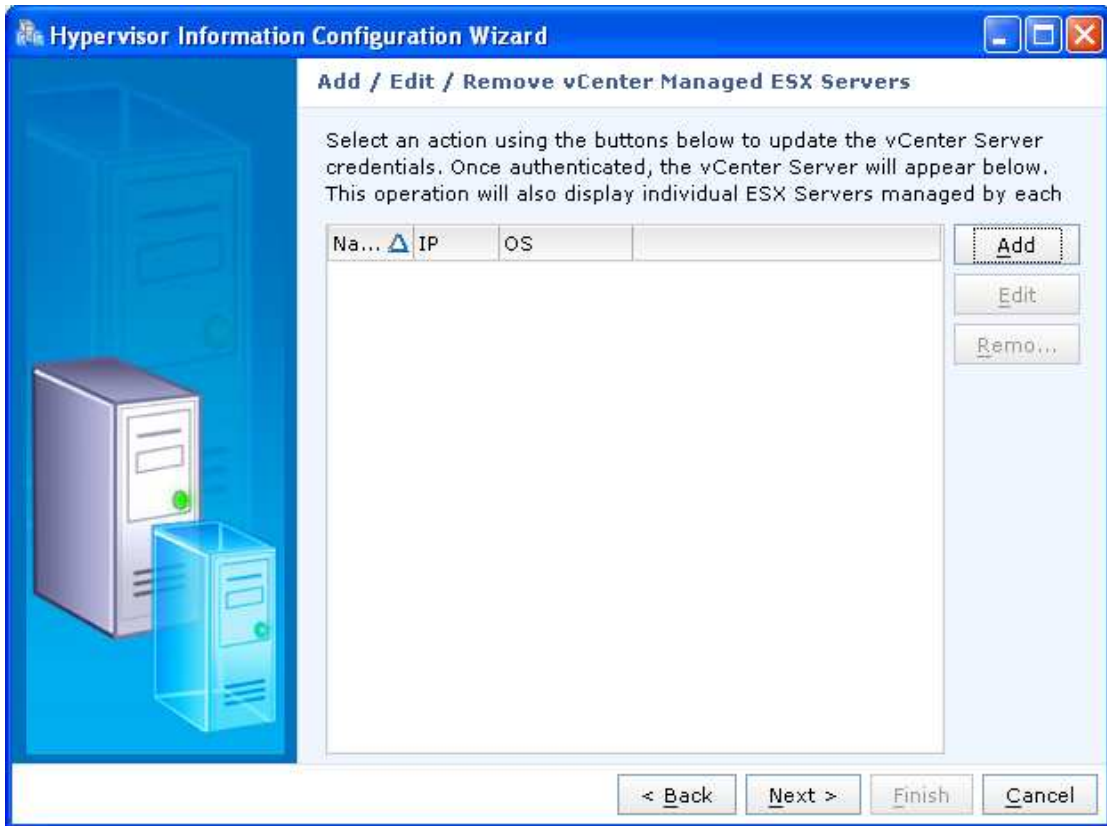 Hypervisor Information Configuration Wizard
Add / Edit / Remove vCenter Managed ESX Servers
Select an action using the buttons below to update the vCenter Server
credentials. Once authenticated, the vCenter Server will appear below.
This operation will also display individual ESX Servers managed by each
Na... IP OS
Add
Edit
Remo...
< Back Next > Finish Cancel